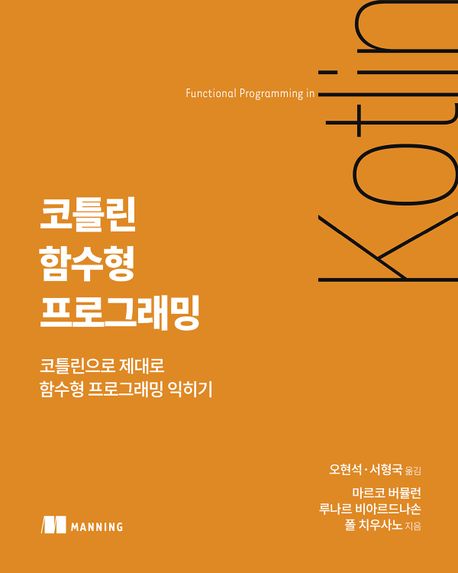 Functional Programming in
Kotlin
코틀린
함수형
프로그래밍
코틀린으로 제대로
함수형 프로그래밍 익히기
오현석·서형국 옮김
마르코 버뮬런
루나르 비아르드나손
폴 치우사노 지음
MANNING